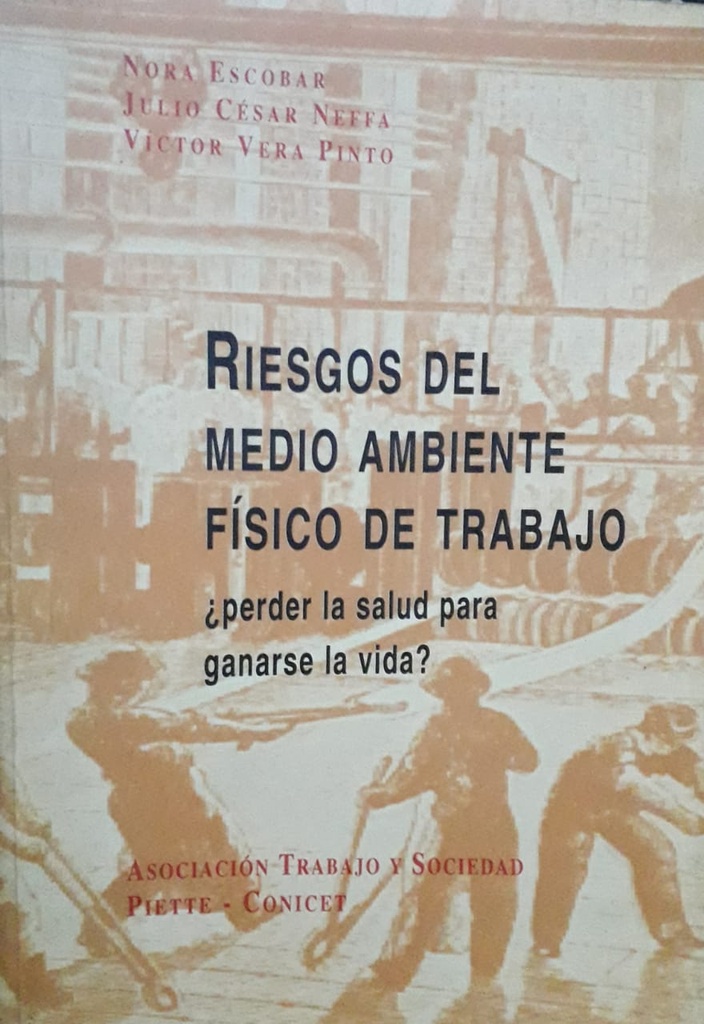 NORA ESCOBAR
JULIO CÉSAR NEFFA
VÍCTOR VERA PINTO
RIESGOS DEL
MEDIO AMBIENTE
FÍSICO DE TRABAJO
¿perder la salud para
ganarse la vida?
ASOCIACIÓN TRABAJO Y SOCIEDAD
PIETTE - CONICET